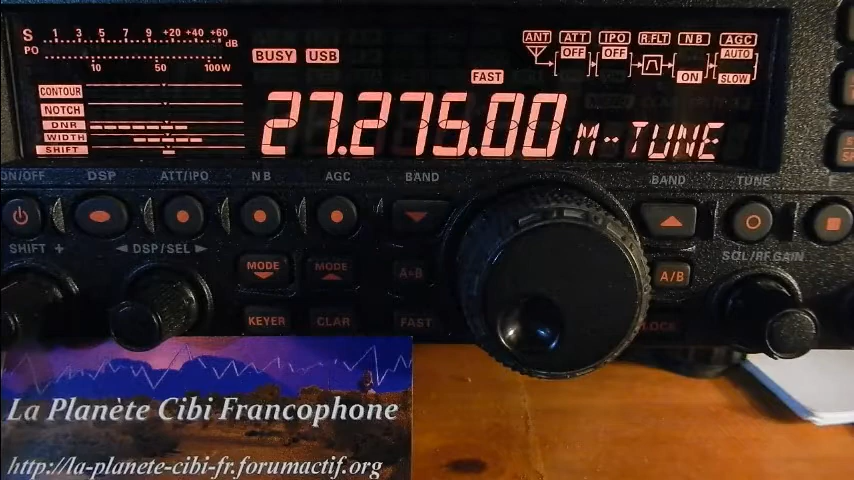 S 1 3 5 7 9 +20 +40 +60 dB
PO 10 50 100W
BUSY USB
ANT ATT IPO R.FLT NB AGC
OFF OFF AUTO
ON SLOW
FAST
CONTOUR
NOTCH
DNR
WIDTH
SHIFT
27.275.00 M-TUNE
ON/OFF DSP ATT/IPO NB AGC BAND BAND TUNE
SHIFT + DSP/SEL SQL/RF GAIN
MODE MODE A/B
KEYER CLAR FAST LOCK
La Planète Cibi Francophone
http://la-planete-cibi-fr.forumactif.org